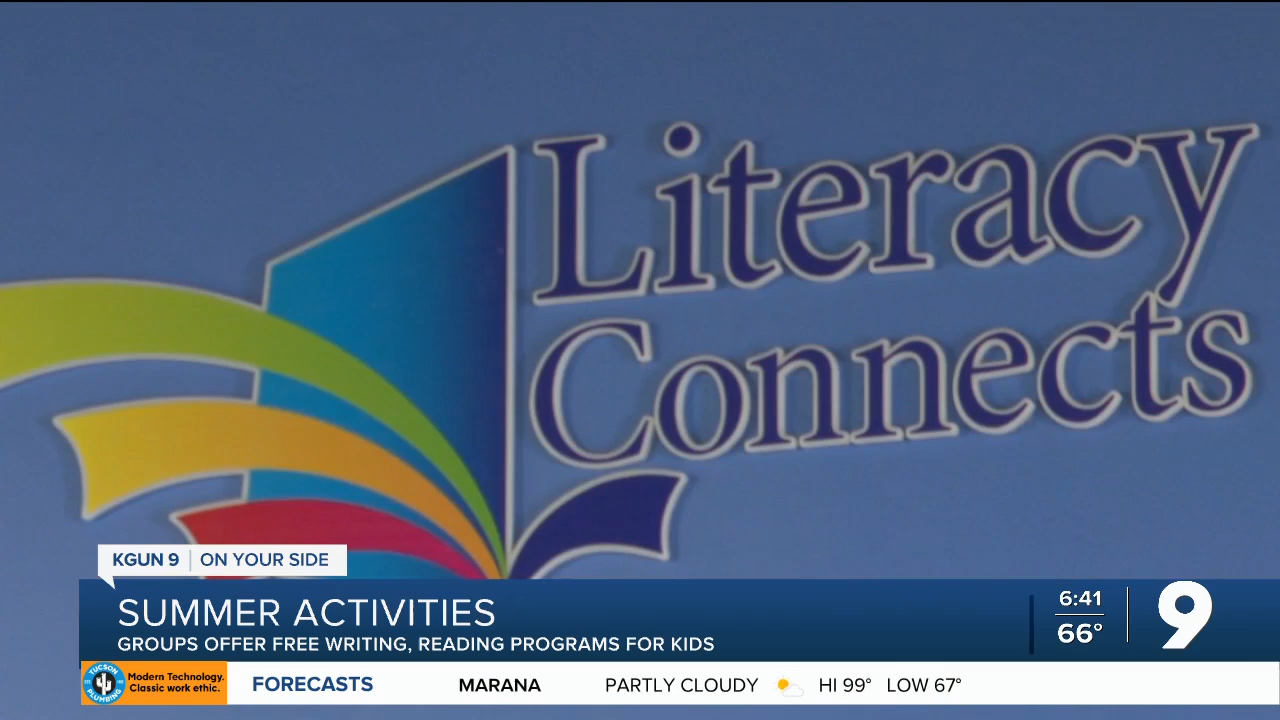 Literacy
Connects
KGUN 9 | ON YOUR SIDE
SUMMER ACTIVITIES
GROUPS OFFER FREE WRITING, READING PROGRAMS FOR KIDS
6:41
66°
9
TUCSON PLUMBING
Modern Technology.
Classic work ethic.
FORECASTS MARANA PARTLY CLOUDY HI 99° LOW 67°